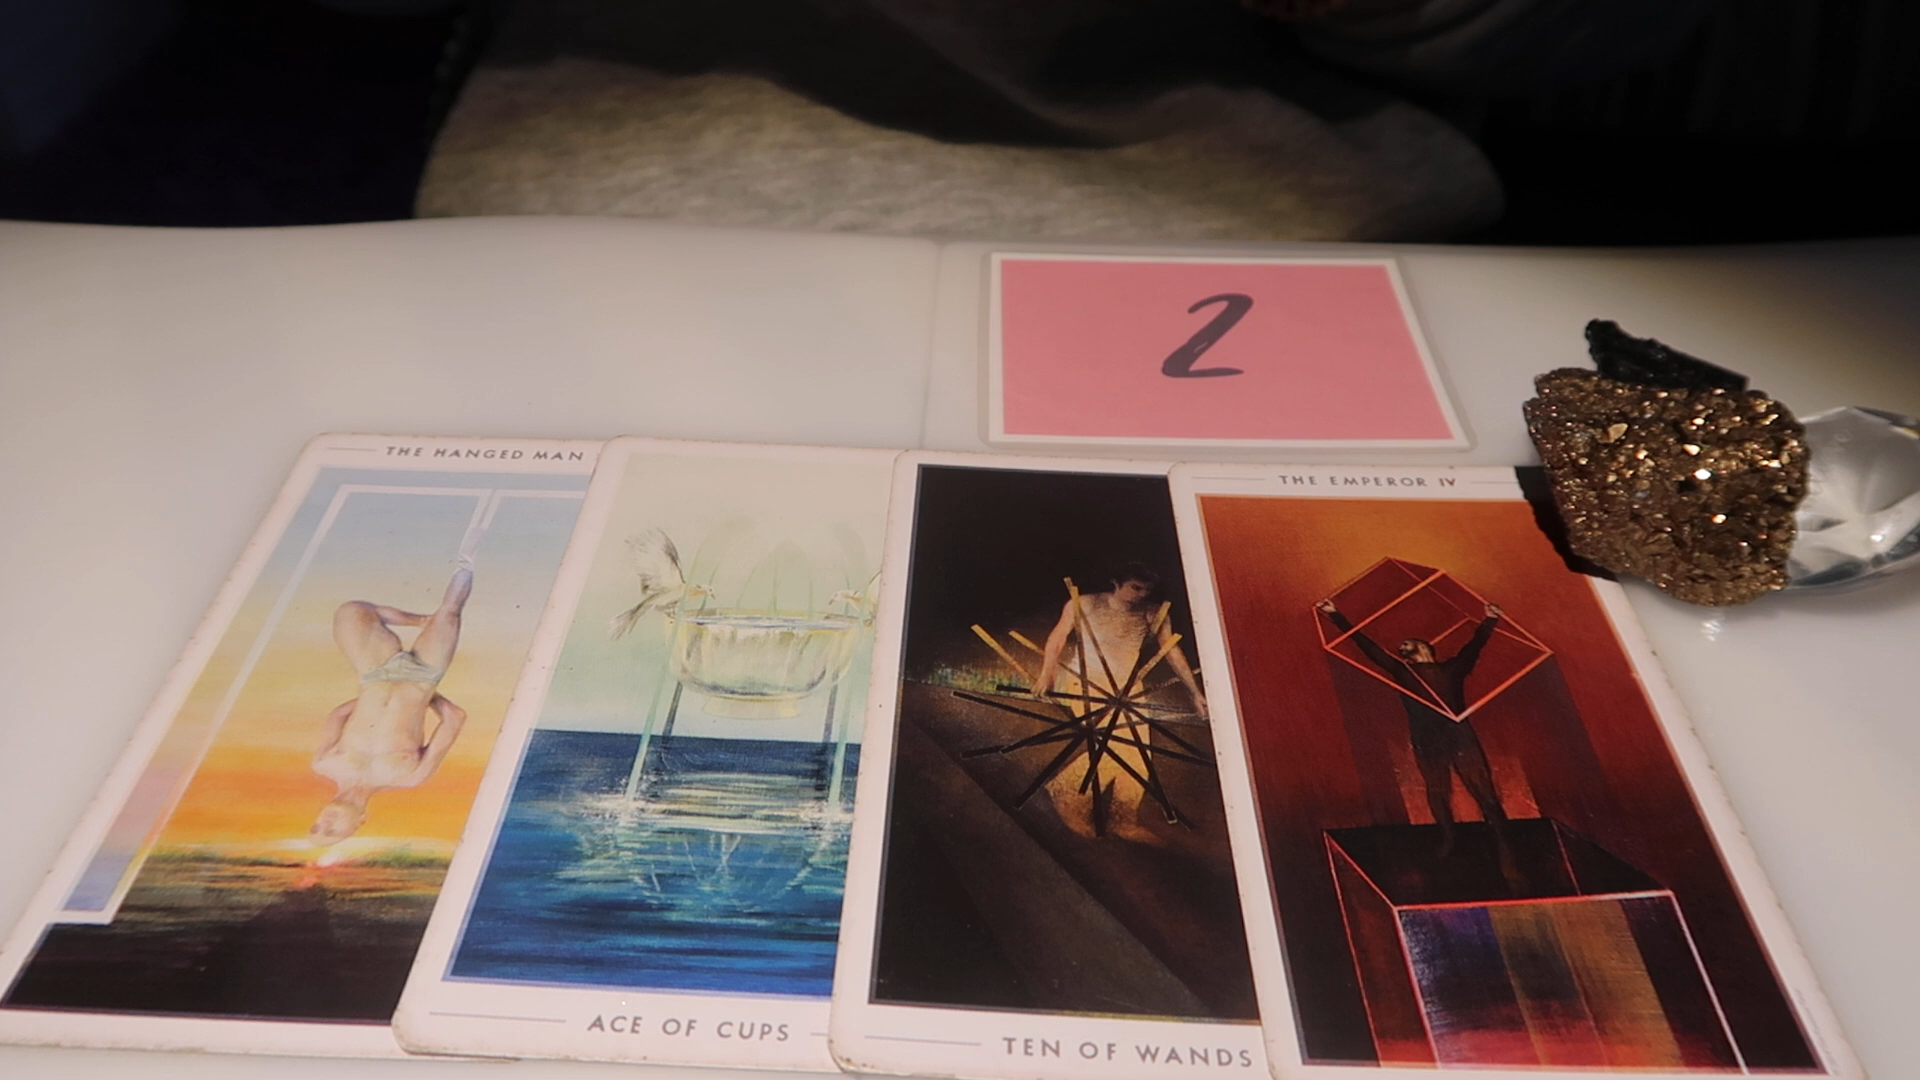 2
THE HANGED MAN
THE EMPEROR IV
ACE OF CUPS
TEN OF WANDS